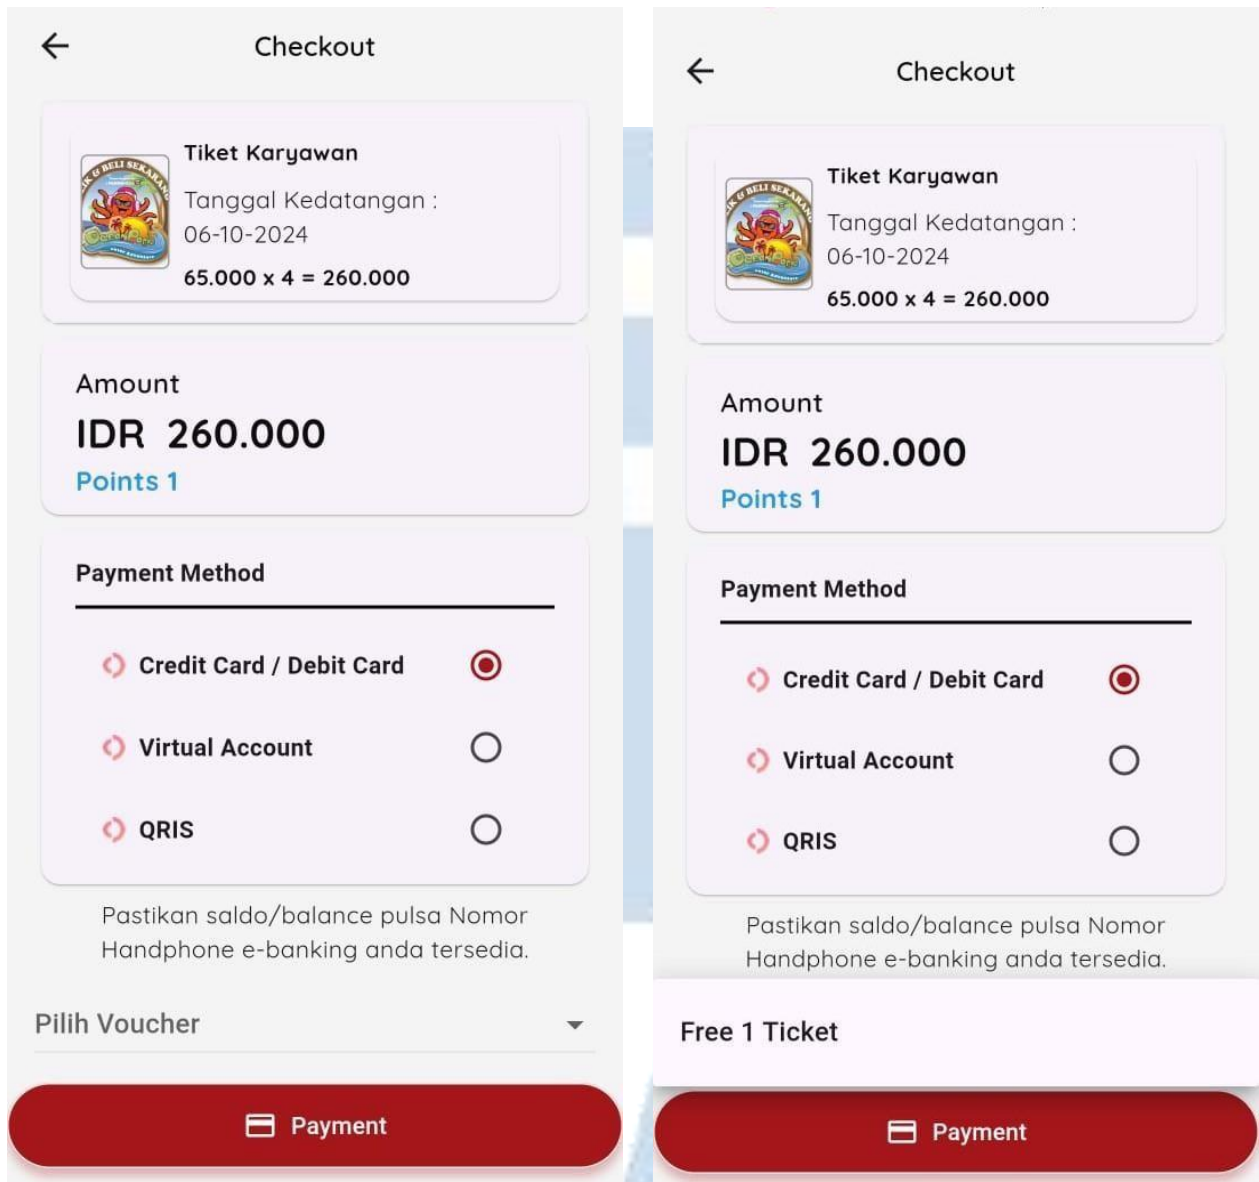 Checkout
IK & BELI SEKARANG
Tiket Karyawan
Tanggal Kedatangan :
06-10-2024
65.000 x 4 = 260.000
Amount
IDR 260.000
Points 1
Payment Method
Credit Card / Debit Card
Virtual Account
QRIS
Pastikan saldo/balance pulsa Nomor
Handphone e-banking anda tersedia.
Pilih Voucher
Payment
Checkout
Tiket Karyawan
Tanggal Kedatangan :
06-10-2024
65.000 x 4 = 260.000
Amount
IDR 260.000
Points 1
Payment Method
Credit Card / Debit Card
Virtual Account
QRIS
Pastikan saldo/balance pulsa Nomor
Handphone e-banking anda tersedia.
Free 1 Ticket
Payment